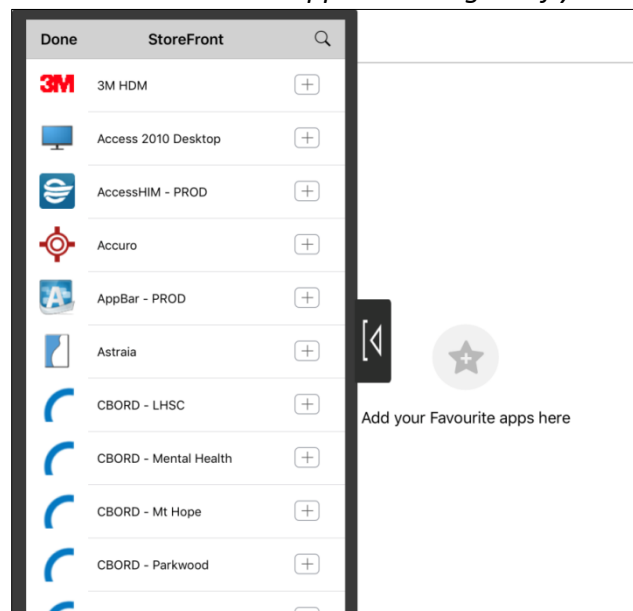 Done StoreFront
3M 3M HDM
Access 2010 Desktop
AccessHIM - PROD
Accuro
A AppBar - PROD
Astraia
CBORD - LHSC
CBORD - Mental Health
CBORD - Mt Hope
CBORD - Parkwood
Add your Favourite apps here